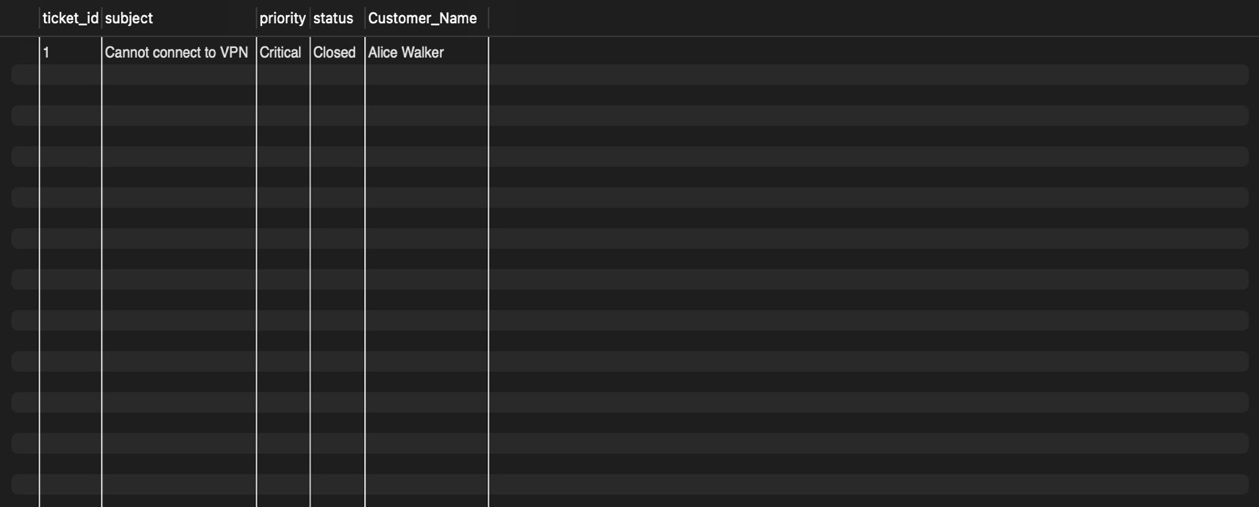 ticket_id subject priority status Customer_Name
1 Cannot connect to VPN Critical Closed Alice Walker